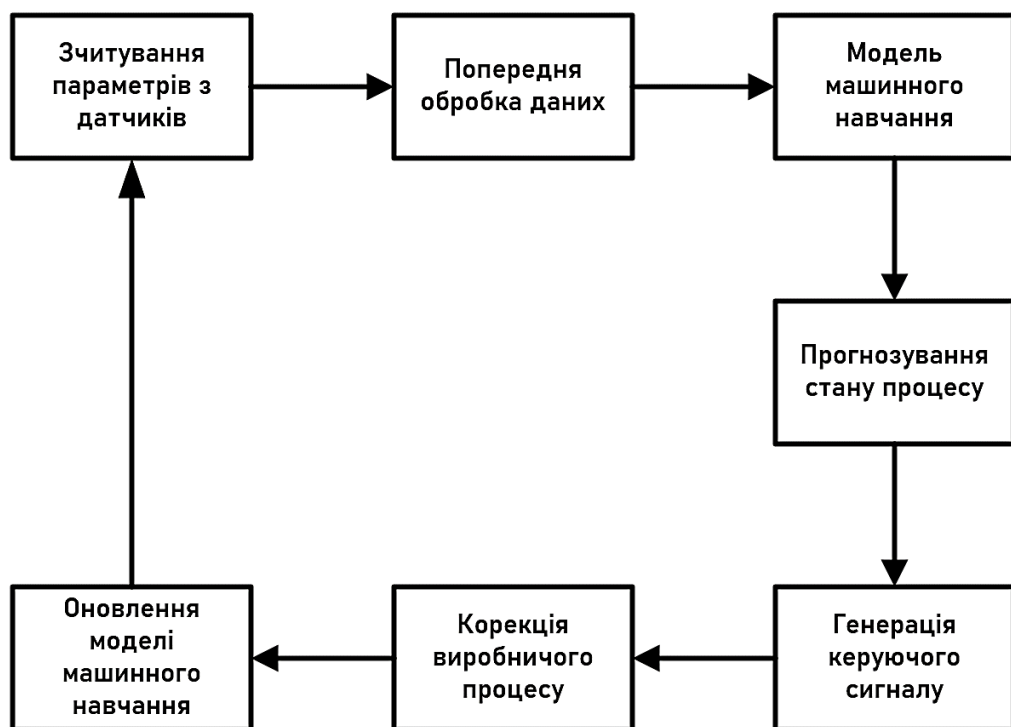 Зчитування
параметрів з
датчиків
Попередня
обробка даних
Модель
машинного
навчання
Прогнозування
стану процесу
Генерація
керуючого
сигналу
Корекція
виробничого
процесу
Оновлення
моделі
машинного
навчання